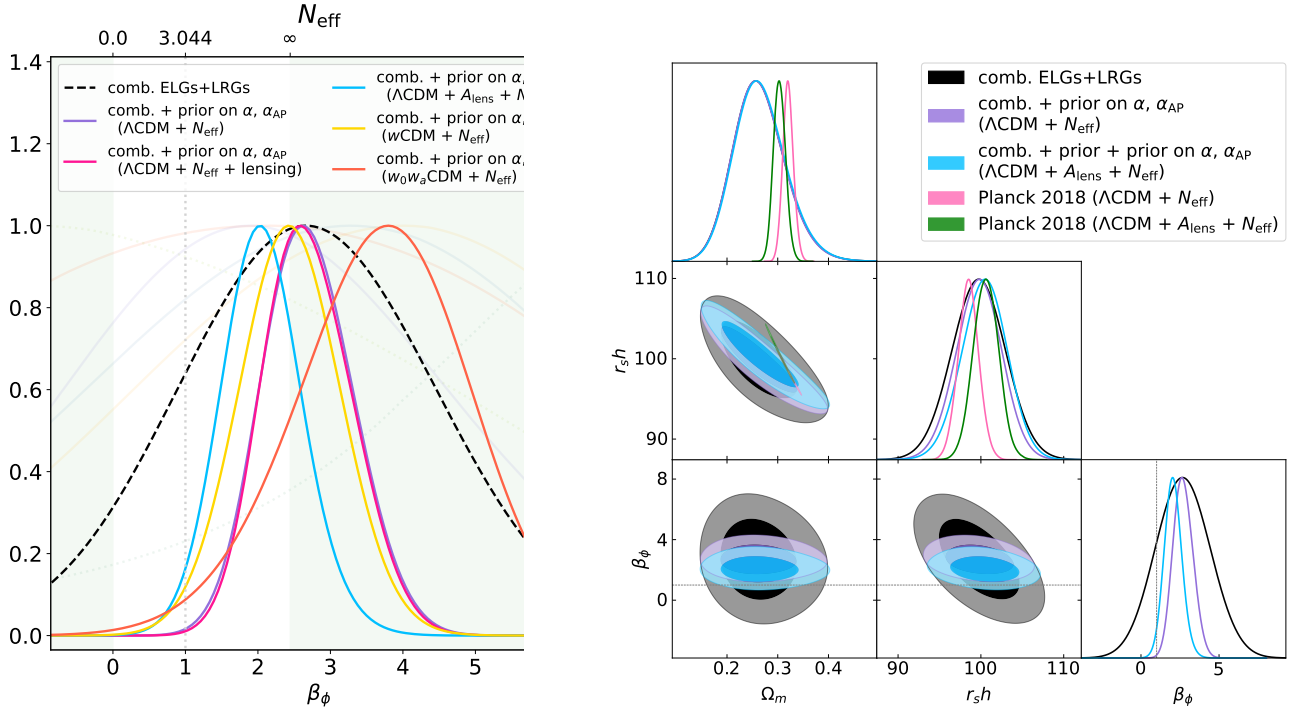 N_eff
0.0 3.044 ∞
comb. ELGs+LRGs
comb. + prior on α, α_AP
(ΛCDM + N_eff)
comb. + prior on α, α_AP
(ΛCDM + N_eff + lensing)
comb. + prior on α,
(ΛCDM + A_lens + N
comb. + prior on α,
(wCDM + N_eff)
comb. + prior on α,
(w₀wₐCDM + N_eff)
1.4
1.2
1.0
0.8
0.6
0.4
0.2
0.0
0 1 2 3 4 5
β_ϕ
comb. ELGs+LRGs
comb. + prior on α, α_AP
(ΛCDM + N_eff)
comb. + prior + prior on α, α_AP
(ΛCDM + A_lens + N_eff)
Planck 2018 (ΛCDM + N_eff)
Planck 2018 (ΛCDM + A_lens + N_eff)
110
100
90
r_s h
8
4
0
β_ϕ
0.2 0.3 0.4
Ω_m
90 100 110
r_s h
0 5
β_ϕ